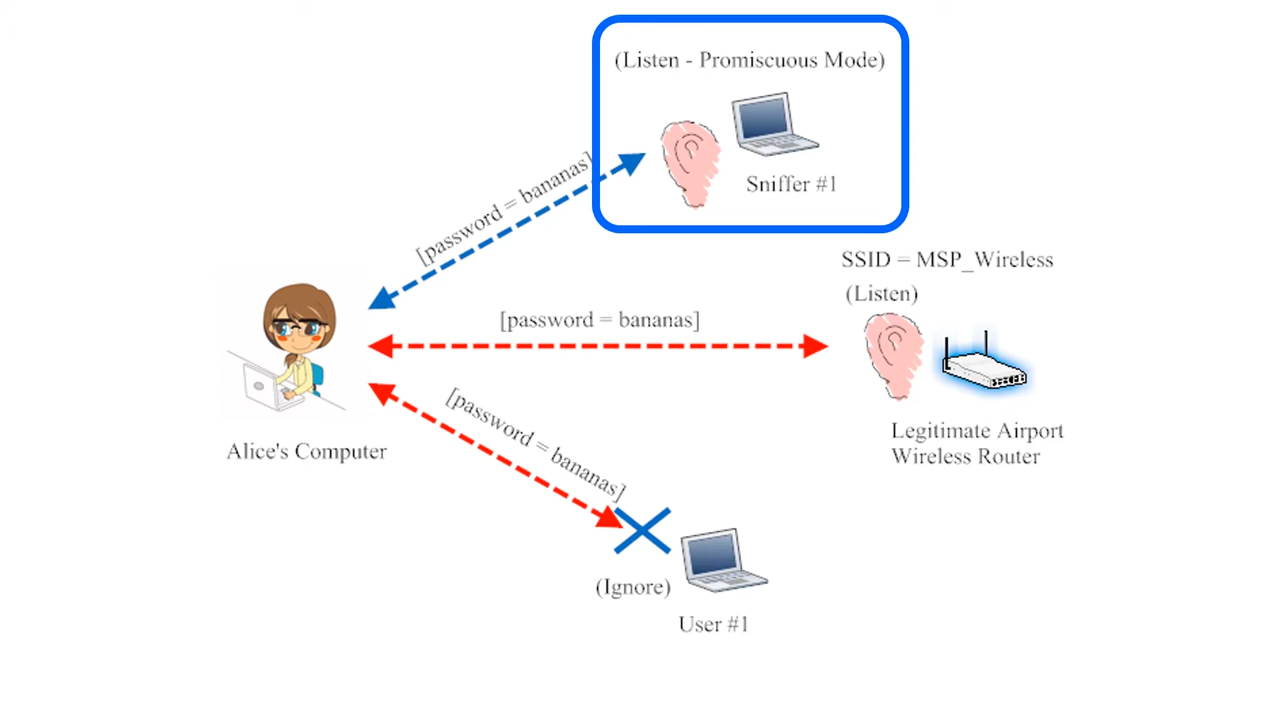 (Listen - Promiscuous Mode)
Sniffer #1
[password = bananas]
SSID = MSP_Wireless
(Listen)
[password = bananas]
Legitimate Airport
Wireless Router
Alice's Computer
[password = bananas]
(Ignore)
User #1